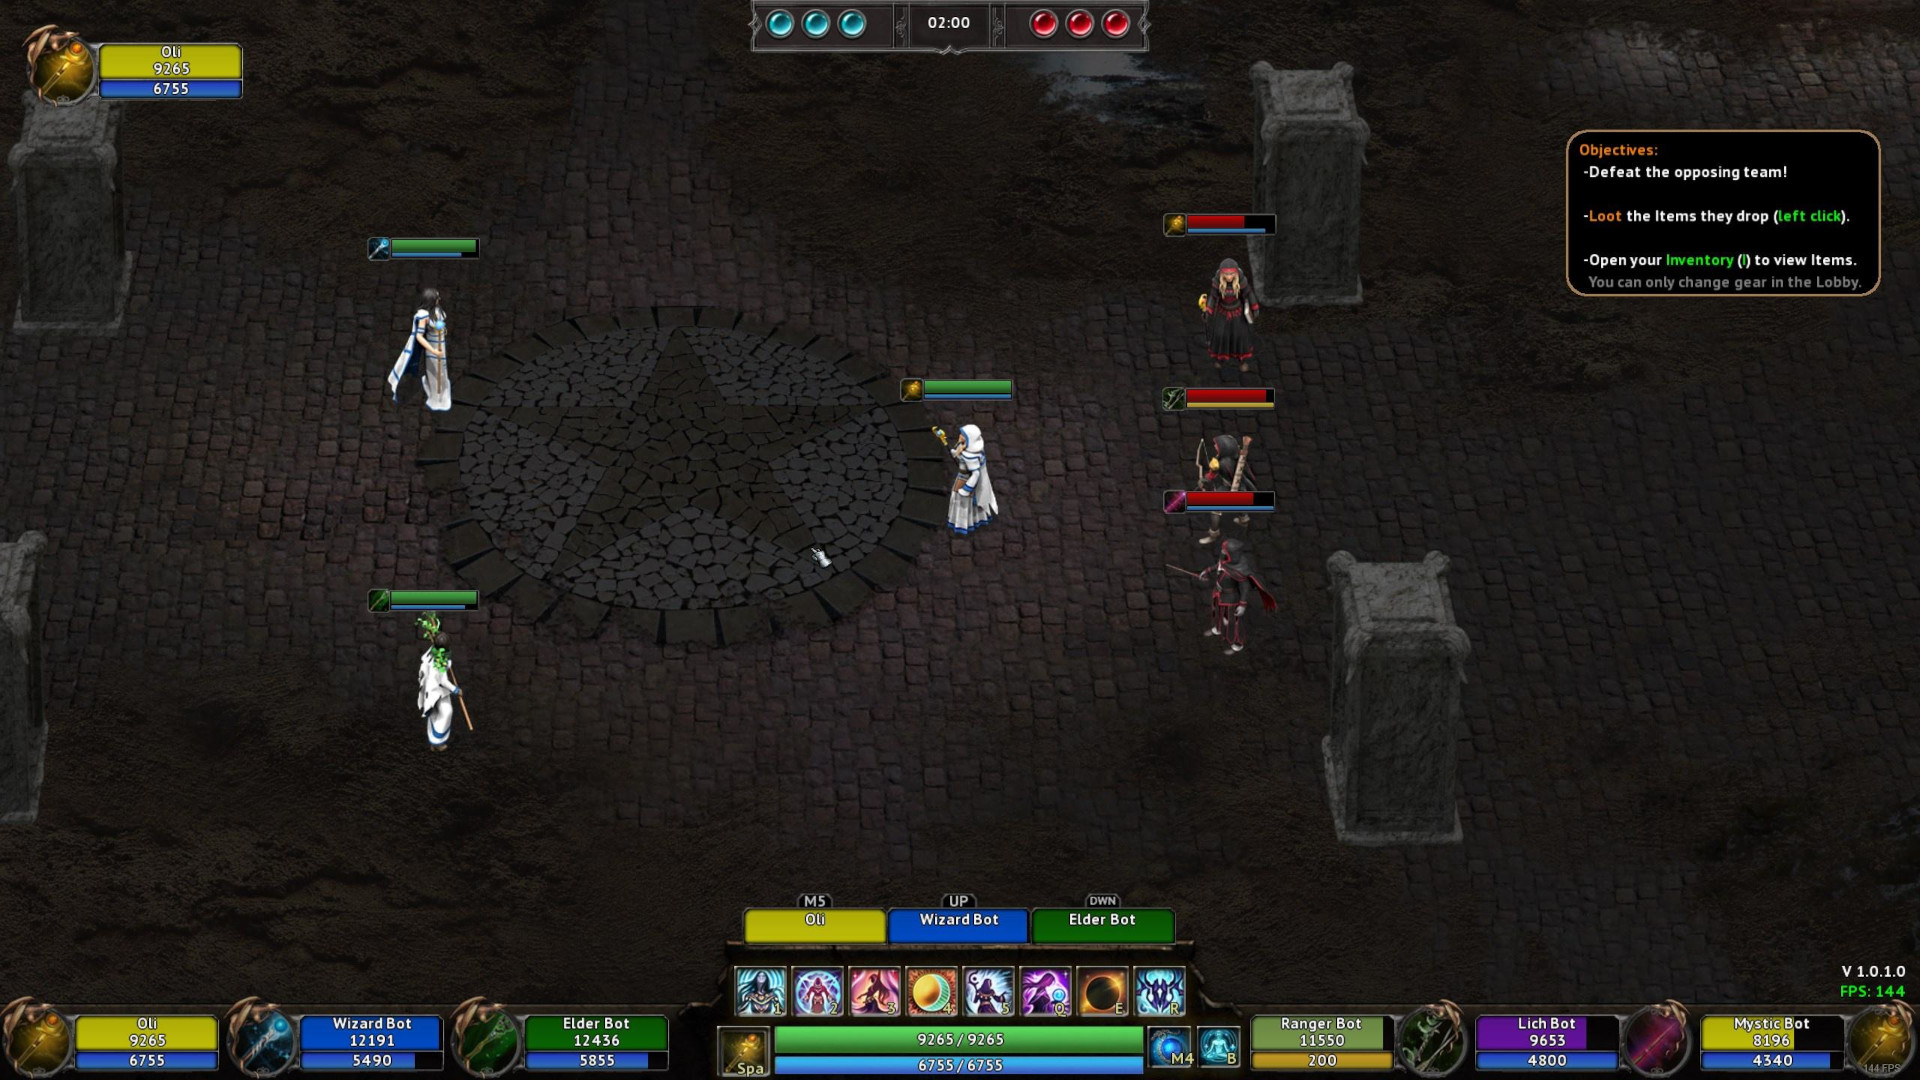 02:00
Oli
9265
6755
Objectives:
-Defeat the opposing team!
-Loot the Items they drop (left click).
-Open your Inventory (I) to view Items.
You can only change gear in the Lobby.
M5
UP
DWN
Oli
Wizard Bot
Elder Bot
1
2
3
4
5
Q
E
R
V 1.0.1.0
FPS: 144
Oli
9265
6755
Wizard Bot
12191
5490
Elder Bot
12436
5855
Spa
9265/9265
6755/6755
M4
B
Ranger Bot
11550
200
Lich Bot
9653
4800
Mystic Bot
8196
4340
144 FPS